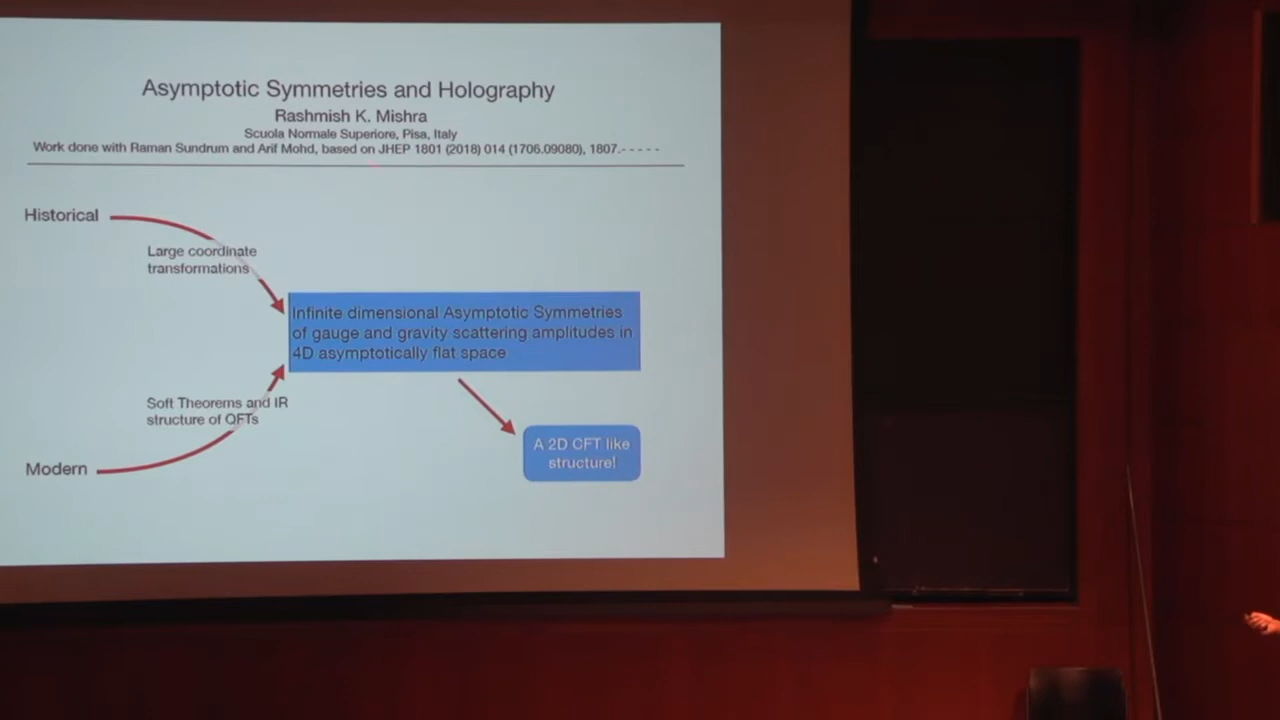 Asymptotic Symmetries and Holography
Rashmish K. Mishra
Scuola Normale Superiore, Pisa, Italy
Work done with Raman Sundrum and Arif Mohd, based on JHEP 1801 (2018) 014 (1706.09080), 1807.- - - - -
Historical
Large coordinate
transformations
Infinite dimensional Asymptotic Symmetries
of gauge and gravity scattering amplitudes in
4D asymptotically flat space
Soft Theorems and IR
structure of QFTs
Modern
A 2D CFT like
structure!